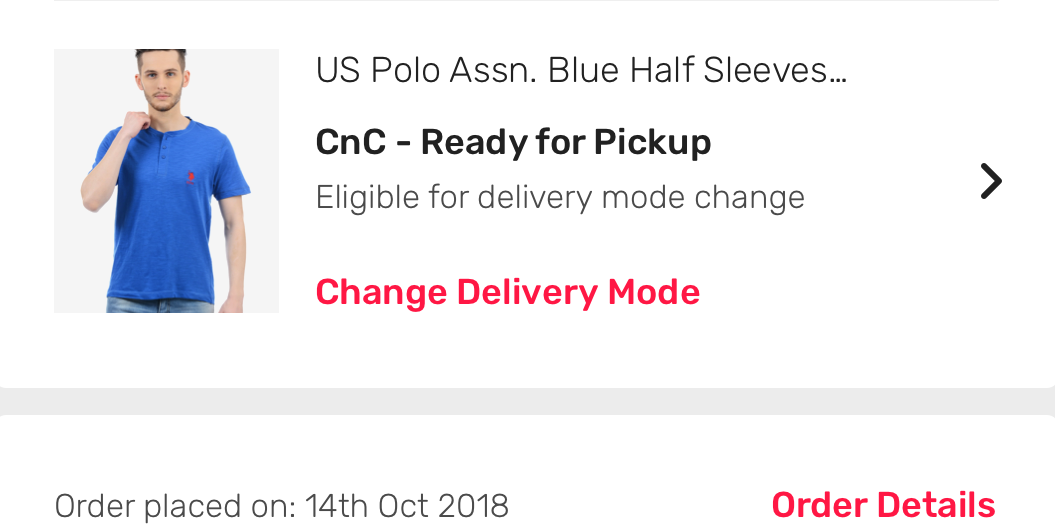 US Polo Assn. Blue Half Sleeves...
CnC - Ready for Pickup
Eligible for delivery mode change
Change Delivery Mode
Order placed on: 14th Oct 2018
Order Details